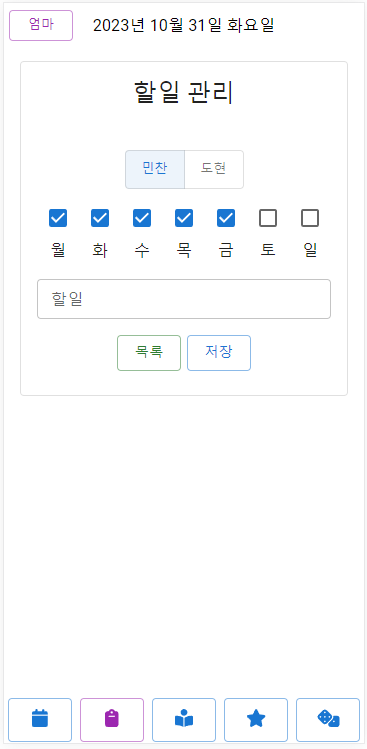 엄마 2023년 10월 31일 화요일
할일 관리
민찬 도현
월 화 수 목 금 토 일
할일
목록 저장